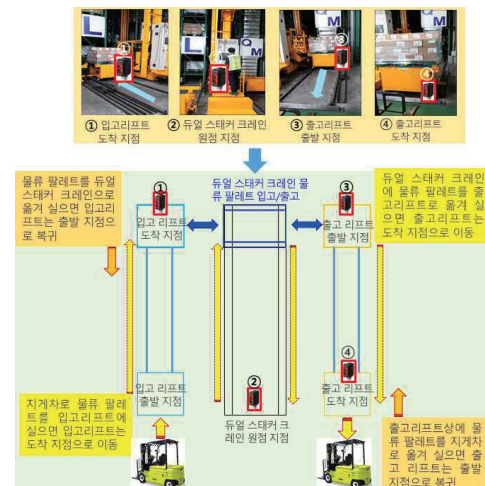 L
Q
M
①
③
④
① 입고리프트
도착 지점
② 듀얼 스태커 크레인
원점 지점
③ 출고리프트
출발 지점
④ 출고리프트
도착 지점
물류 팔레트를 듀얼
스태커 크레인으로
옮겨 실으면 입고리
프트는 출발 지점으
로 복귀
①
입고 리프트
도착 지점
듀얼 스태커 크레인 물
류 팔레트 입고/출고
③
출고 리프트
출발 지점
듀얼 스태커 크레인
에 물류 팔레트를 출
고리프트로 옮겨 실
으면 출고리프트는
도착 지점으로 이동
지게차로 물류 팔레
트를 입고리프트에
실으면 입고리프트는
도착 지점으로 이동
입고 리프트
출발 지점
②
듀얼 스태커 크
레인 원점 지점
④
출고 리프트
도착 지점
출고리프트상에 물
류 팔레트를 지게차
로 옮겨 실으면 출
고 리프트는 출발
지점으로 복귀